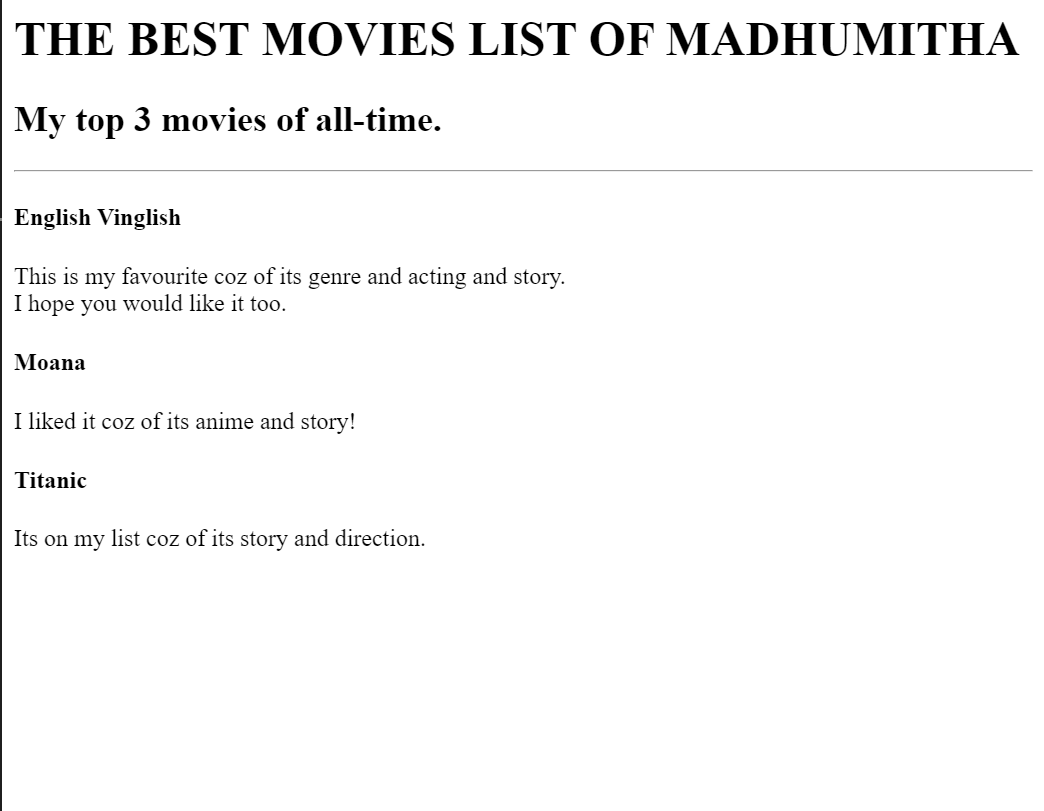 THE BEST MOVIES LIST OF MADHUMITHA
My top 3 movies of all-time.
English Vinglish
This is my favourite coz of its genre and acting and story.
I hope you would like it too.
Moana
I liked it coz of its anime and story!
Titanic
Its on my list coz of its story and direction.